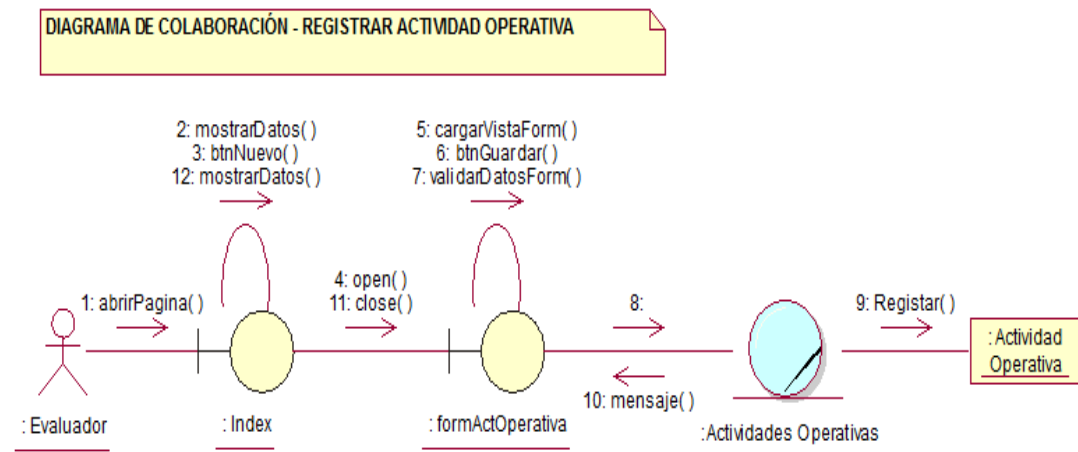 DIAGRAMA DE COLABORACIÓN - REGISTRAR ACTIVIDAD OPERATIVA
2: mostrarDatos( )
3: btnNuevo( )
12: mostrarDatos( )
5: cargarVistaForm( )
6: btnGuardar( )
7: validarDatosForm( )
1: abrirPagina( )
4: open( )
11: close( )
8:
9: Registar( )
10: mensaje( )
: Actividad
Operativa
: Evaluador
: Index
: formActOperativa
:Actividades Operativas